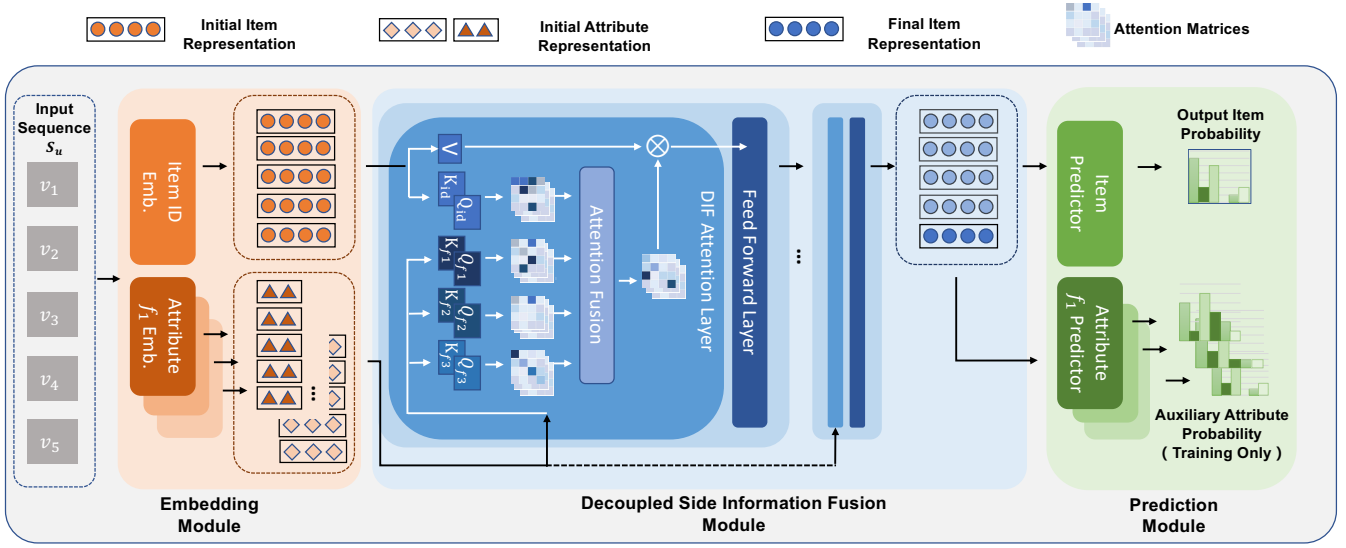 Initial Item
Representation
Initial Attribute
Representation
Final Item
Representation
Attention Matrices
Input
Sequence
S_u
v_1
v_2
v_3
v_4
v_5
Item ID
Emb.
Attribute
f_1 Emb.
...
Embedding
Module
V
K_id
Q_id
K_f1
Q_f1
K_f2
Q_f2
K_f3
Q_f3
Attention Fusion
DIF Attention Layer
Feed Forward Layer
...
Decoupled Side Information Fusion
Module
Item
Predictor
Attribute
f_1 Predictor
Output Item
Probability
Auxiliary Attribute
Probability
( Training Only )
Prediction
Module